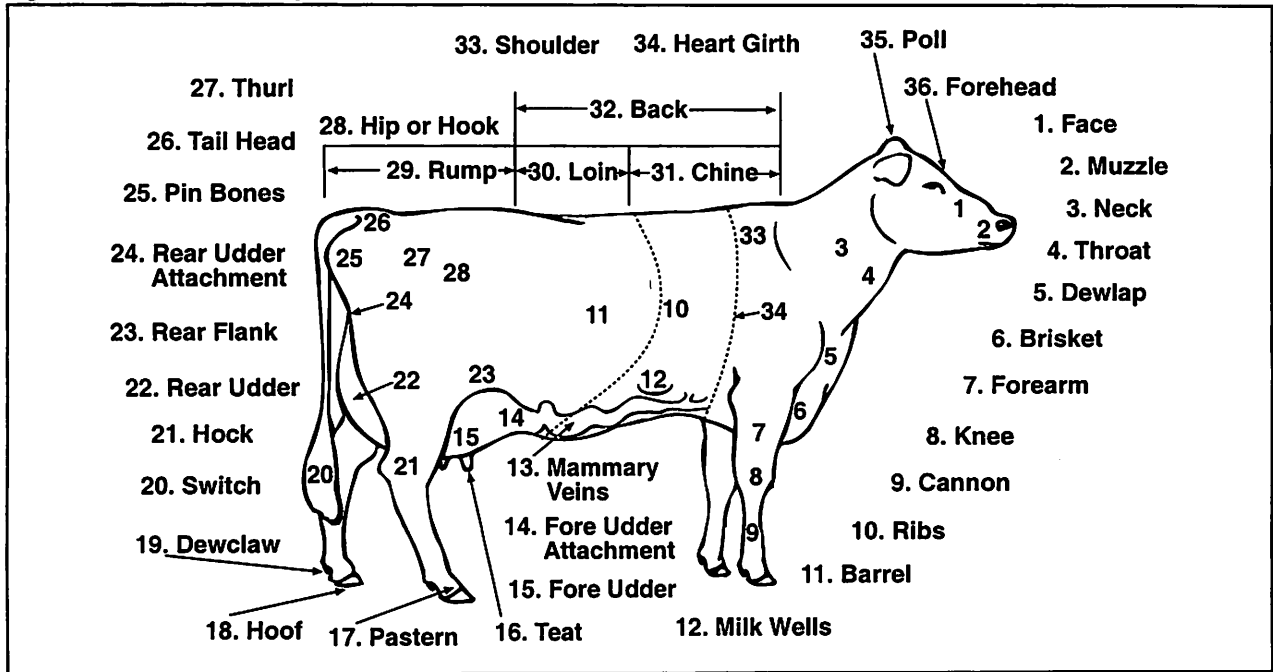 33. Shoulder
34. Heart Girth
35. Poll
36. Forehead
32. Back
28. Hip or Hook
29. Rump
30. Loin
31. Chine
27. Thurl
26. Tail Head
25. Pin Bones
24. Rear Udder
Attachment
23. Rear Flank
22. Rear Udder
21. Hock
20. Switch
19. Dewclaw
18. Hoof
17. Pastern
16. Teat
15. Fore Udder
14. Fore Udder
Attachment
13. Mammary
Veins
12. Milk Wells
1. Face
2. Muzzle
3. Neck
4. Throat
5. Dewlap
6. Brisket
7. Forearm
8. Knee
9. Cannon
10. Ribs
11. Barrel
26
25
27
28
24
22
23
11
10
33
34
3
4
1
2
5
6
12
14
15
21
20
7
8
9